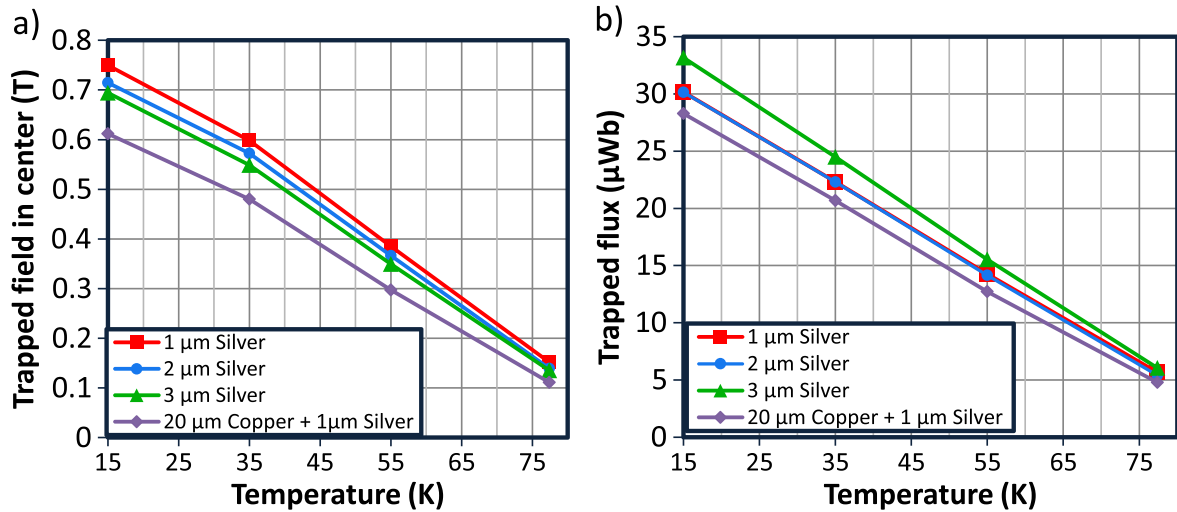 a)
Trapped field in center (T)
0.8
0.7
0.6
0.5
0.4
0.3
0.2
0.1
0
1 µm Silver
2 µm Silver
3 µm Silver
20 µm Copper + 1µm Silver
15
25
35
45
55
65
75
Temperature (K)
b)
Trapped flux (µWb)
35
30
25
20
15
10
5
0
1 µm Silver
2 µm Silver
3 µm Silver
20 µm Copper + 1 µm Silver
15
25
35
45
55
65
75
Temperature (K)